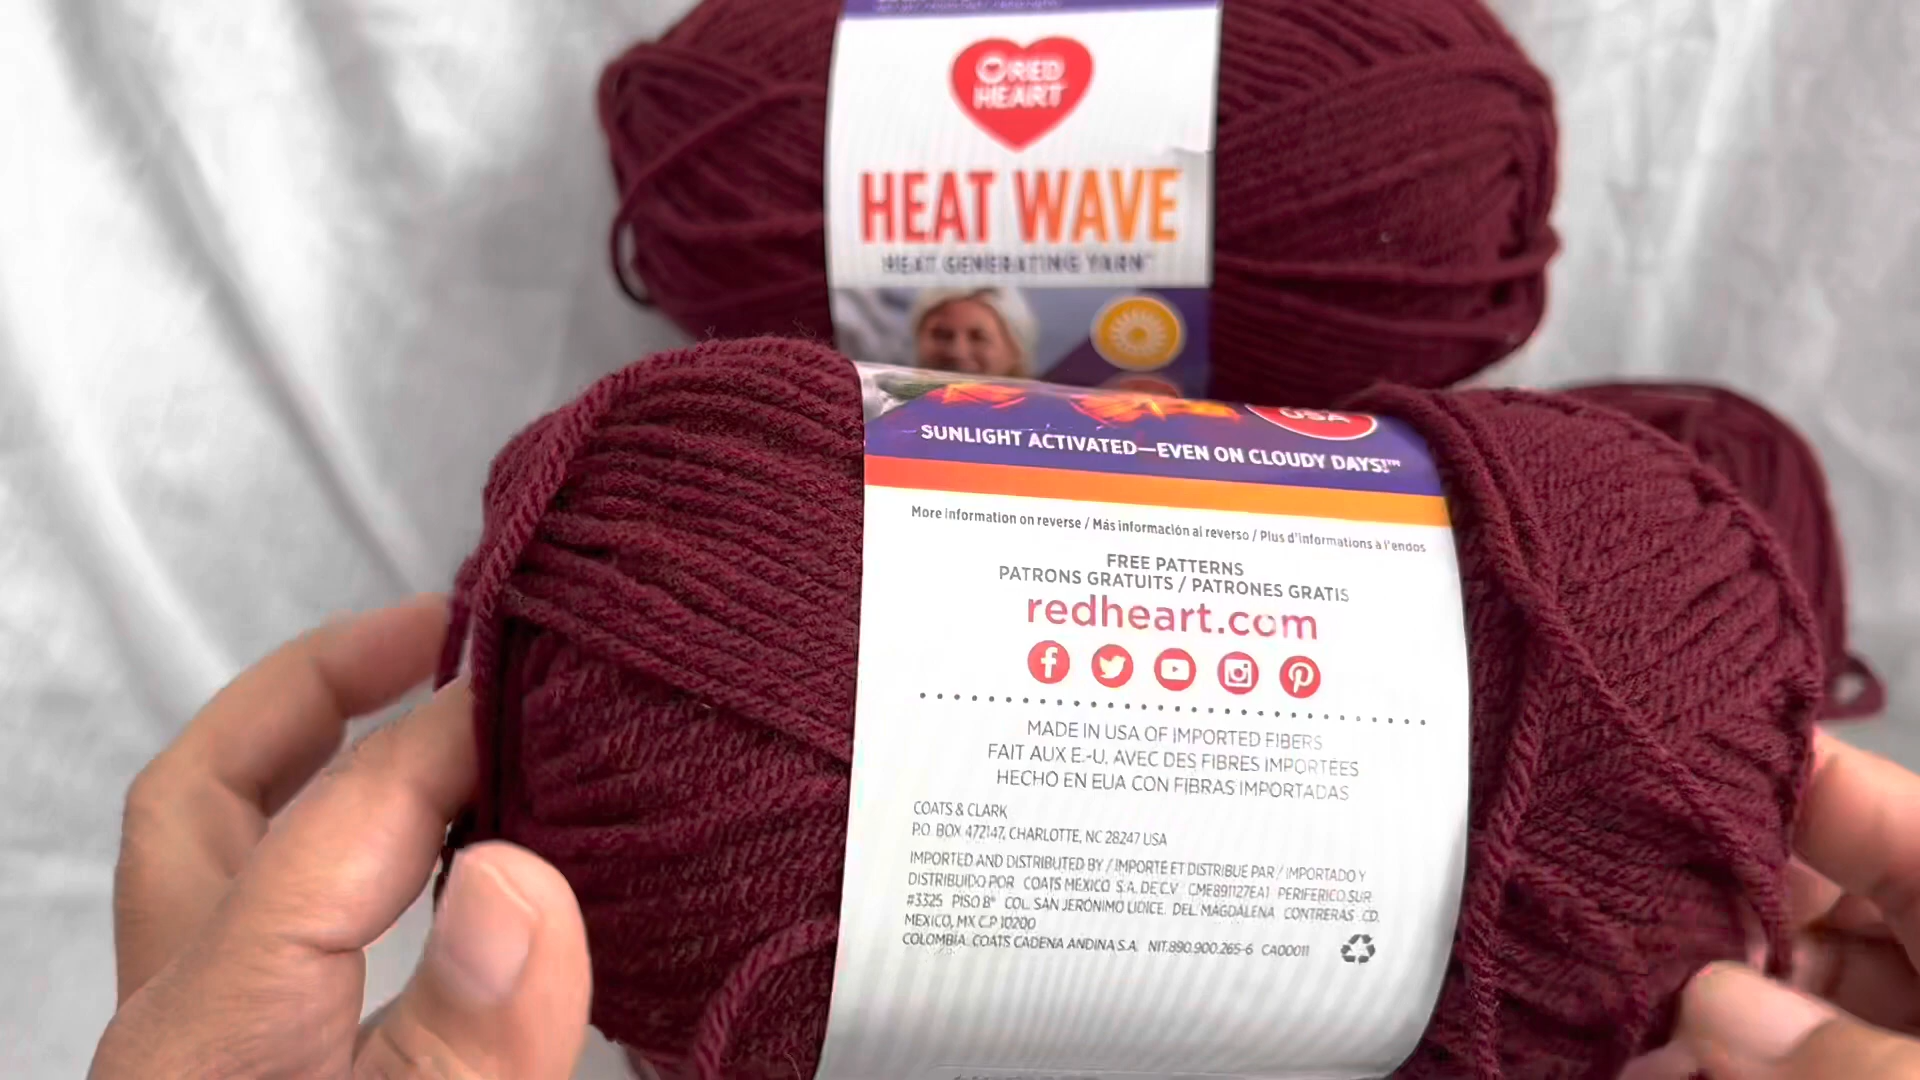 RED
HEART
HEAT WAVE
HEAT GENERATING YARN™
USA
SUNLIGHT ACTIVATED—EVEN ON CLOUDY DAYS!™
More information on reverse / Más información al reverso / Plus d'informations à l'endos
FREE PATTERNS
PATRONS GRATUITS / PATRONES GRATIS
redheart.com
MADE IN USA OF IMPORTED FIBERS
FAIT AUX E.-U. AVEC DES FIBRES IMPORTÉES
HECHO EN EUA CON FIBRAS IMPORTADAS
COATS & CLARK
P.O. BOX 472147, CHARLOTTE, NC 28247 USA
IMPORTED AND DISTRIBUTED BY / IMPORTÉ ET DISTRIBUÉ PAR / IMPORTADO Y
DISTRIBUIDO POR COATS MEXICO S.A. DE C.V. CME891127EA1 PERIFERICO SUR
#3325 PISO 8° COL. SAN JERÓNIMO LIDICE. DEL. MAGDALENA CONTRERAS .CD.
MEXICO, MX C.P 10200
COLOMBIA. COATS CADENA ANDINA S.A. NIT.890.900.265-6 CA00011